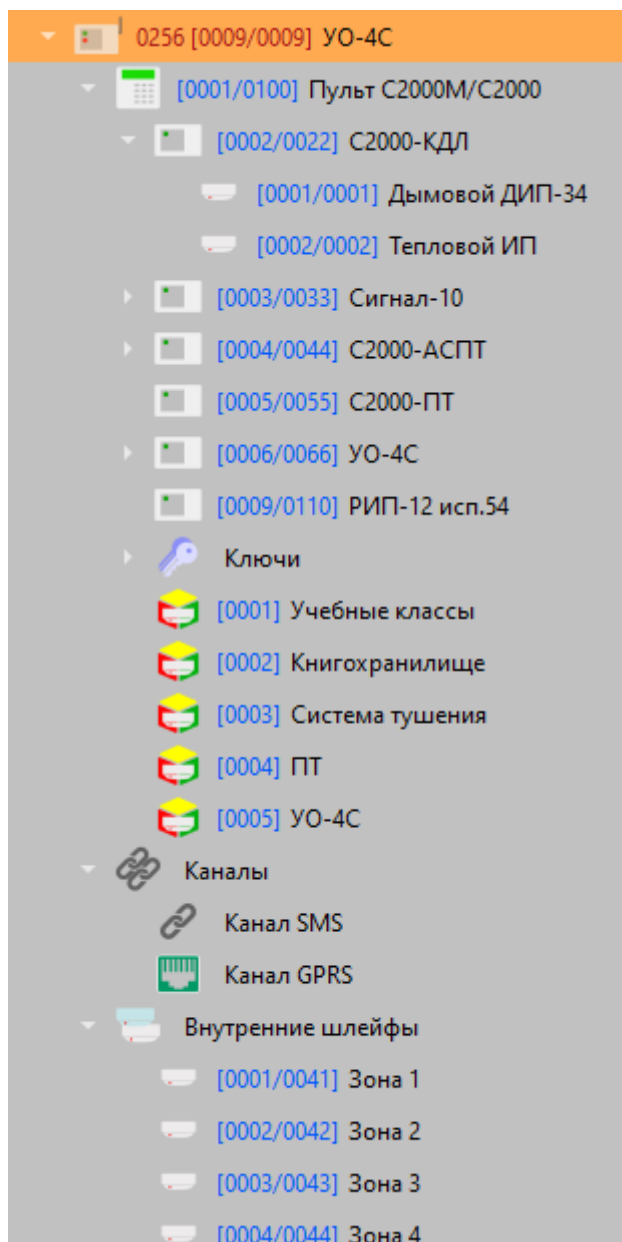 0256 [0009/0009] УО-4С
[0001/0100] Пульт С2000М/С2000
[0002/0022] С2000-КДЛ
[0001/0001] Дымовой ДИП-34
[0002/0002] Тепловой ИП
[0003/0033] Сигнал-10
[0004/0044] С2000-АСПТ
[0005/0055] С2000-ПТ
[0006/0066] УО-4С
[0009/0110] РИП-12 исп.54
Ключи
[0001] Учебные классы
[0002] Книгохранилище
[0003] Система тушения
[0004] ПТ
[0005] УО-4С
Каналы
Канал SMS
Канал GPRS
Внутренние шлейфы
[0001/0041] Зона 1
[0002/0042] Зона 2
[0003/0043] Зона 3
[0004/0044] Зона 4